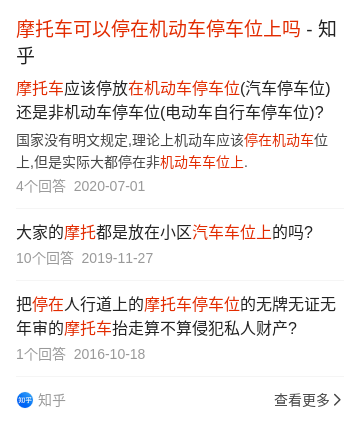 摩托车可以停在机动车停车位上吗 - 知
乎
摩托车应该停放在机动车停车位(汽车停车位)
还是非机动车停车位(电动车自行车停车位)?
国家没有明文规定,理论上机动车应该停在机动车位
上,但是实际大都停在非机动车车位上.
4个回答 2020-07-01
大家的摩托都是放在小区汽车车位上的吗?
10个回答 2019-11-27
把停在人行道上的摩托车停车位的无牌无证无
年审的摩托车抬走算不算侵犯私人财产?
1个回答 2016-10-18
知乎 知乎 查看更多